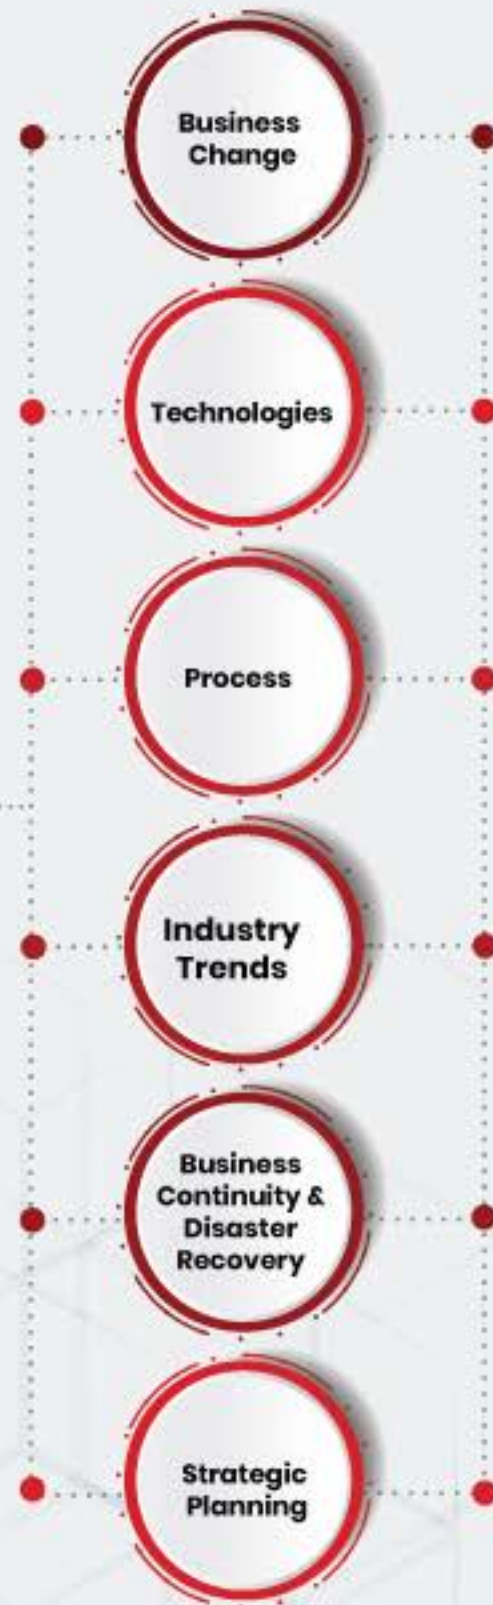 Business
Change
Technologies
Process
Industry
Trends
Business
Continuity &
Disaster
Recovery
Strategic
Planning